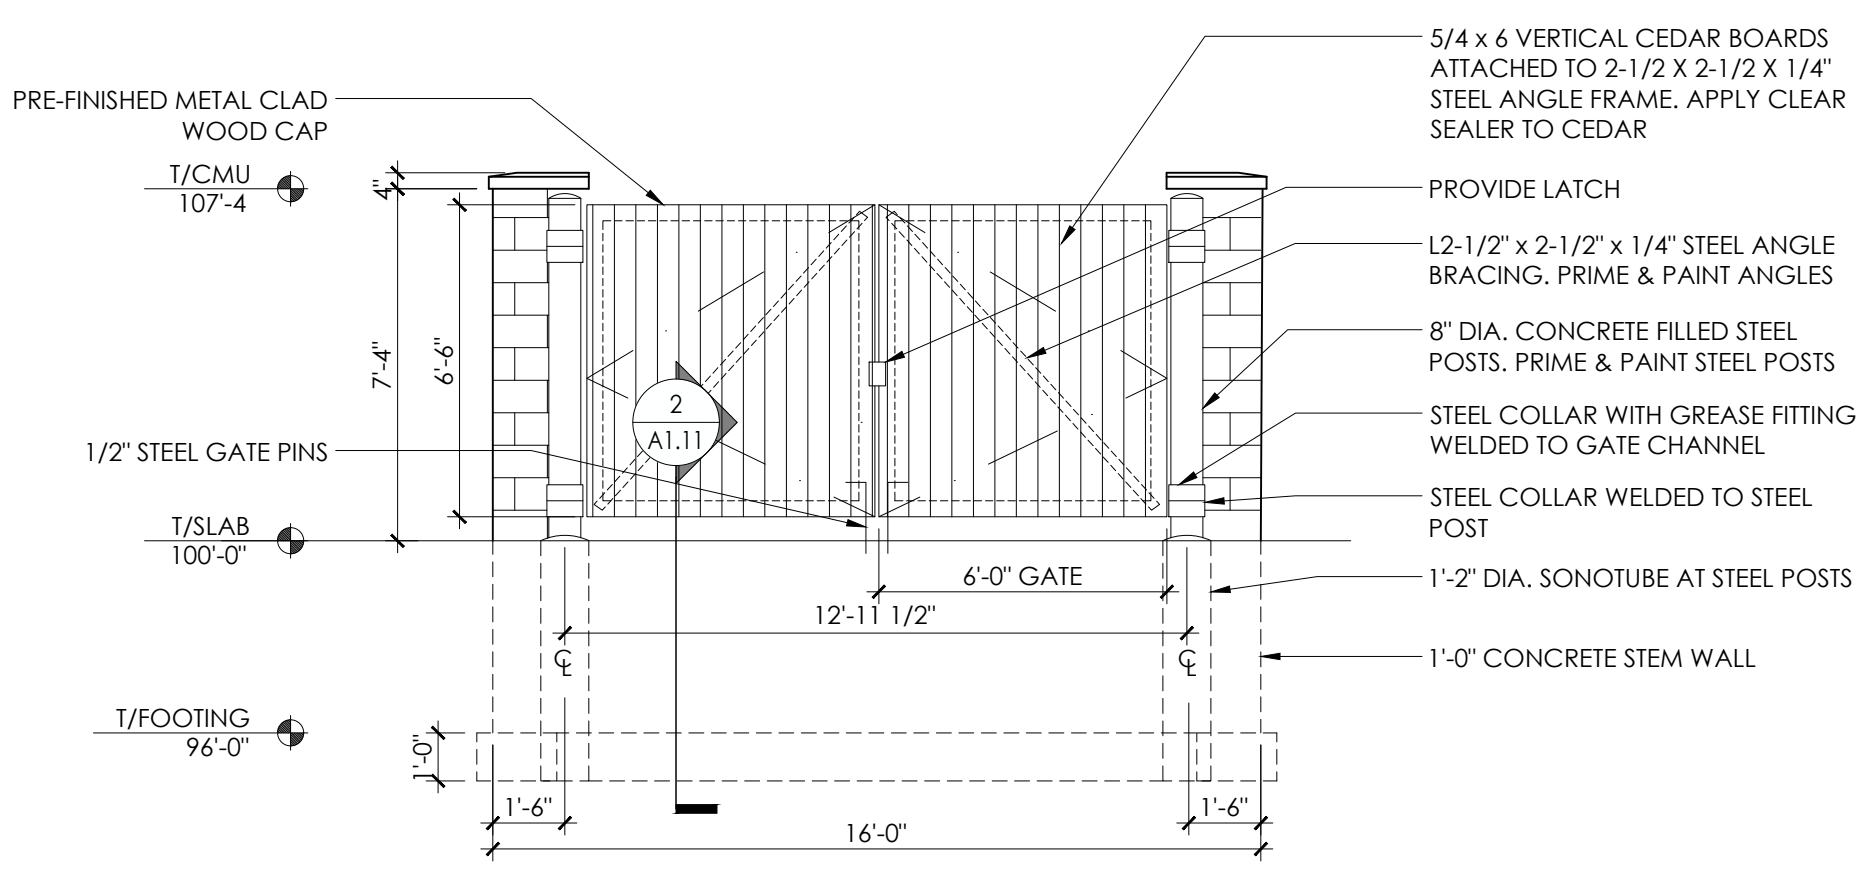 5/4 x 6 VERTICAL CEDAR BOARDS
ATTACHED TO 2-1/2 X 2-1/2 X 1/4"
STEEL ANGLE FRAME. APPLY CLEAR
SEALER TO CEDAR
PRE-FINISHED METAL CLAD
WOOD CAP
T/CMU
107'-4
4"
PROVIDE LATCH
L2-1/2" x 2-1/2" x 1/4" STEEL ANGLE
BRACING. PRIME & PAINT ANGLES
7'-4"
6'-6"
8" DIA. CONCRETE FILLED STEEL
POSTS. PRIME & PAINT STEEL POSTS
2
A1.11
STEEL COLLAR WITH GREASE FITTING
WELDED TO GATE CHANNEL
1/2" STEEL GATE PINS
STEEL COLLAR WELDED TO STEEL
POST
T/SLAB
100'-0"
6'-0" GATE
1'-2" DIA. SONOTUBE AT STEEL POSTS
12'-11 1/2"
CL
CL
1'-0" CONCRETE STEM WALL
T/FOOTING
96'-0"
1'-0"
1'-6"
1'-6"
16'-0"